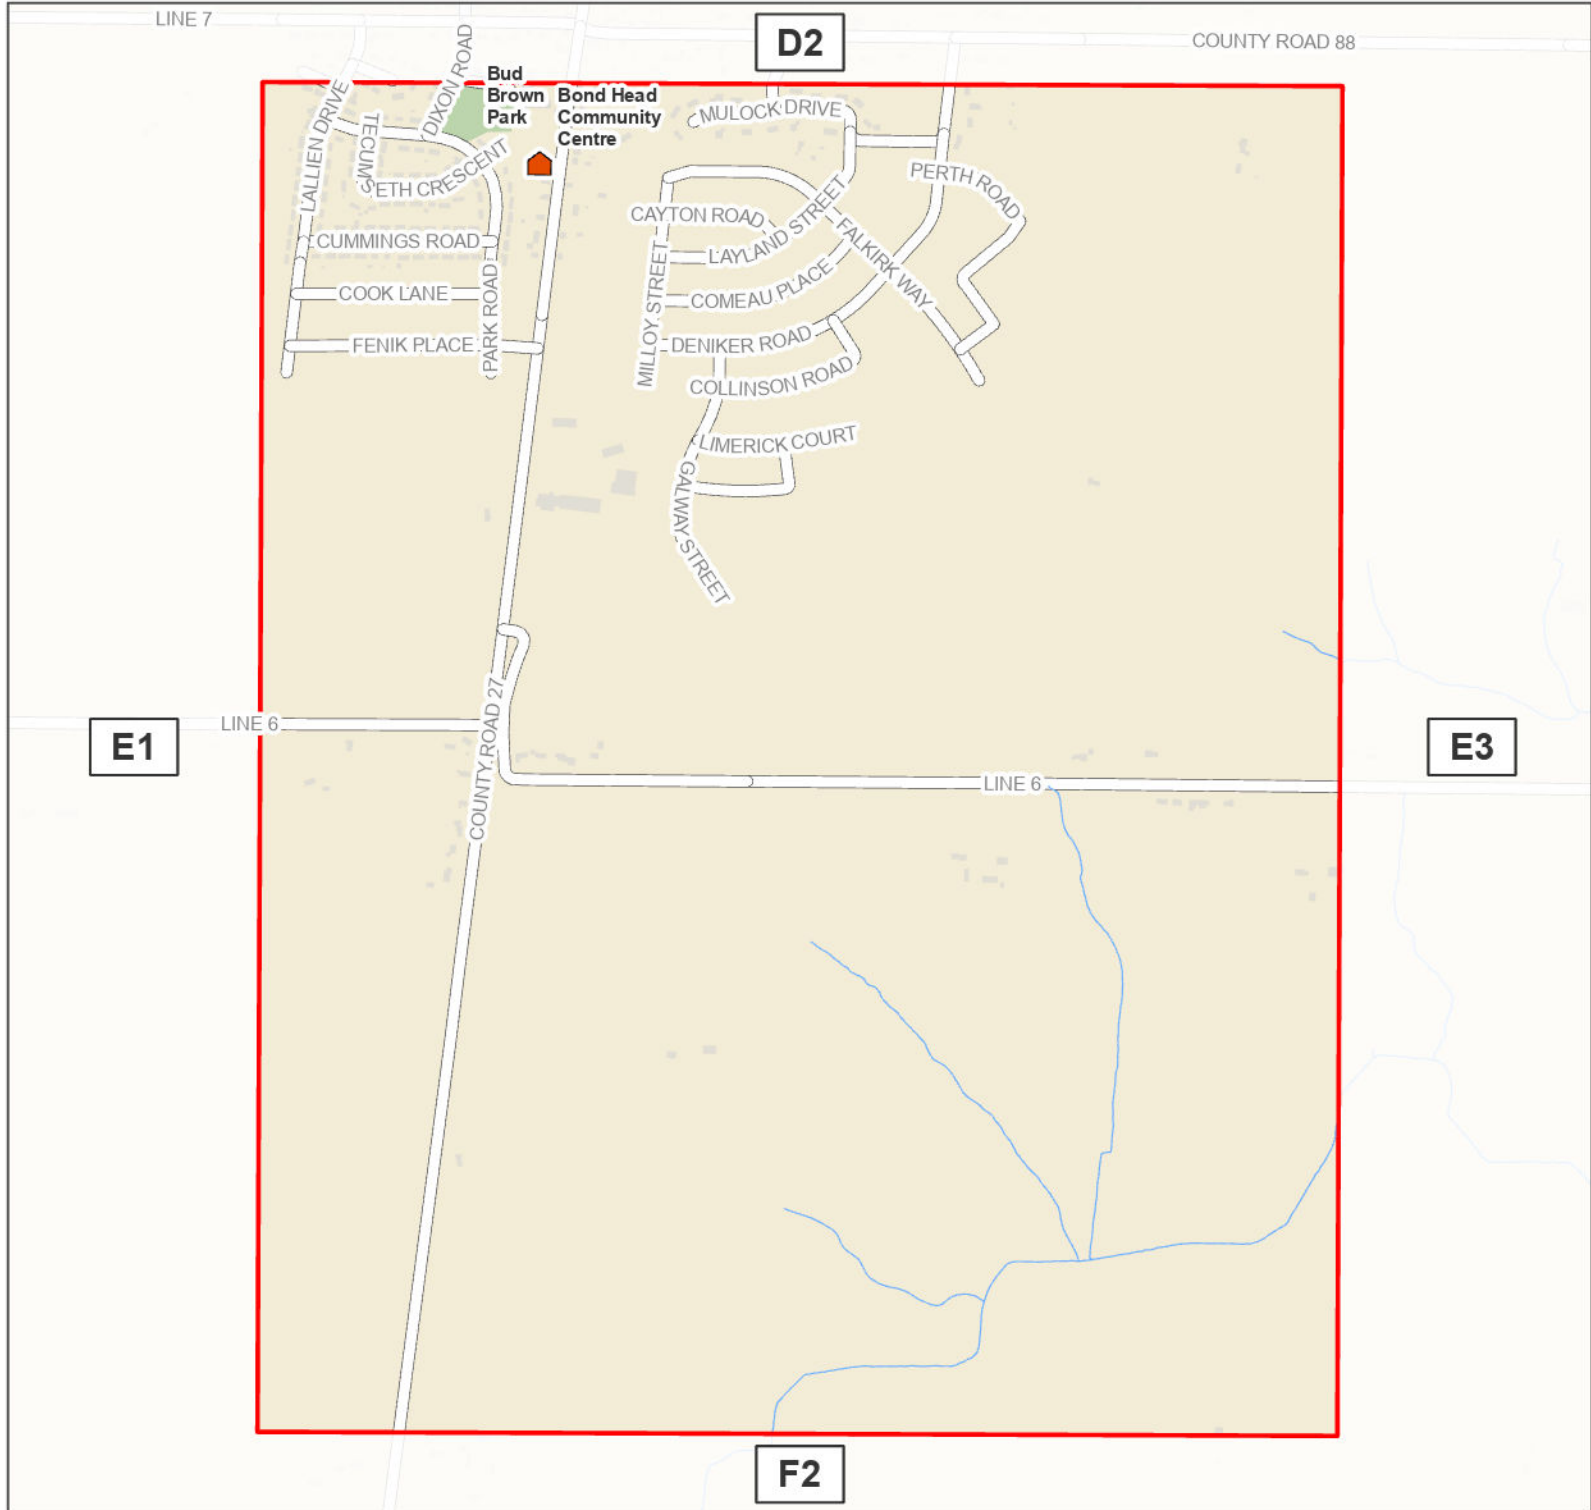 LINE 7
D2
COUNTY ROAD 88
DIXON ROAD
Bud
Brown
Park
Bond Head
Community
Centre
LALLIEN DRIVE
TECUMSETH CRESCENT
MULOCK DRIVE
PERTH ROAD
CAYTON ROAD
LAYLAND STREET
FALKIRK WAY
CUMMINGS ROAD
COMEAU PLACE
COOK LANE
PARK ROAD
MILLOY STREET
FENIK PLACE
DENIKER ROAD
COLLINSON ROAD
LIMERICK COURT
GALWAY STREET
COUNTY ROAD 27
LINE 6
E1
E3
LINE 6
F2